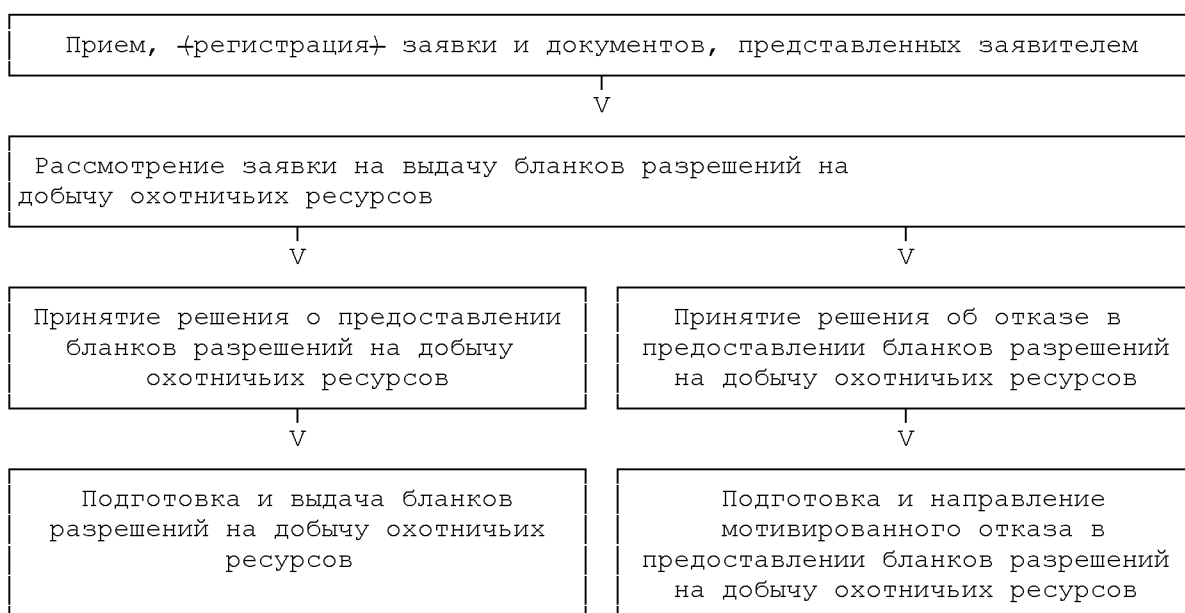 Прием, (регистрация) заявки и документов, представленных заявителем
V
Рассмотрение заявки на выдачу бланков разрешений на
добычу охотничьих ресурсов
V V
Принятие решения о предоставлении
бланков разрешений на добычу
охотничьих ресурсов
Принятие решения об отказе в
предоставлении бланков разрешений
на добычу охотничьих ресурсов
V V
Подготовка и выдача бланков
разрешений на добычу охотничьих
ресурсов
Подготовка и направление
мотивированного отказа в
предоставлении бланков разрешений
на добычу охотничьих ресурсов